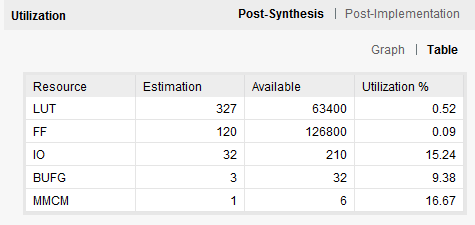 Utilization Post-Synthesis | Post-Implementation
Graph | Table
Resource Estimation Available Utilization %
LUT 327 63400 0.52
FF 120 126800 0.09
IO 32 210 15.24
BUFG 3 32 9.38
MMCM 1 6 16.67